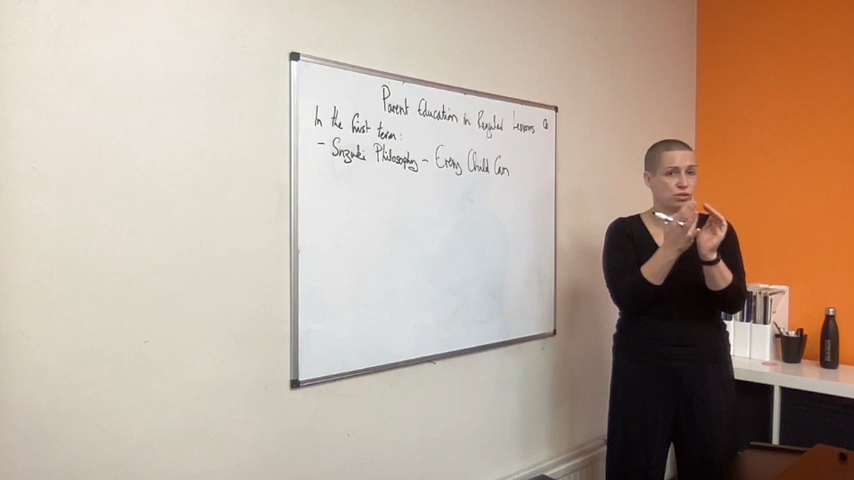 Parent Education in Regular Lessons
In the first term:
- Suzuki Philosophy - Every Child Can